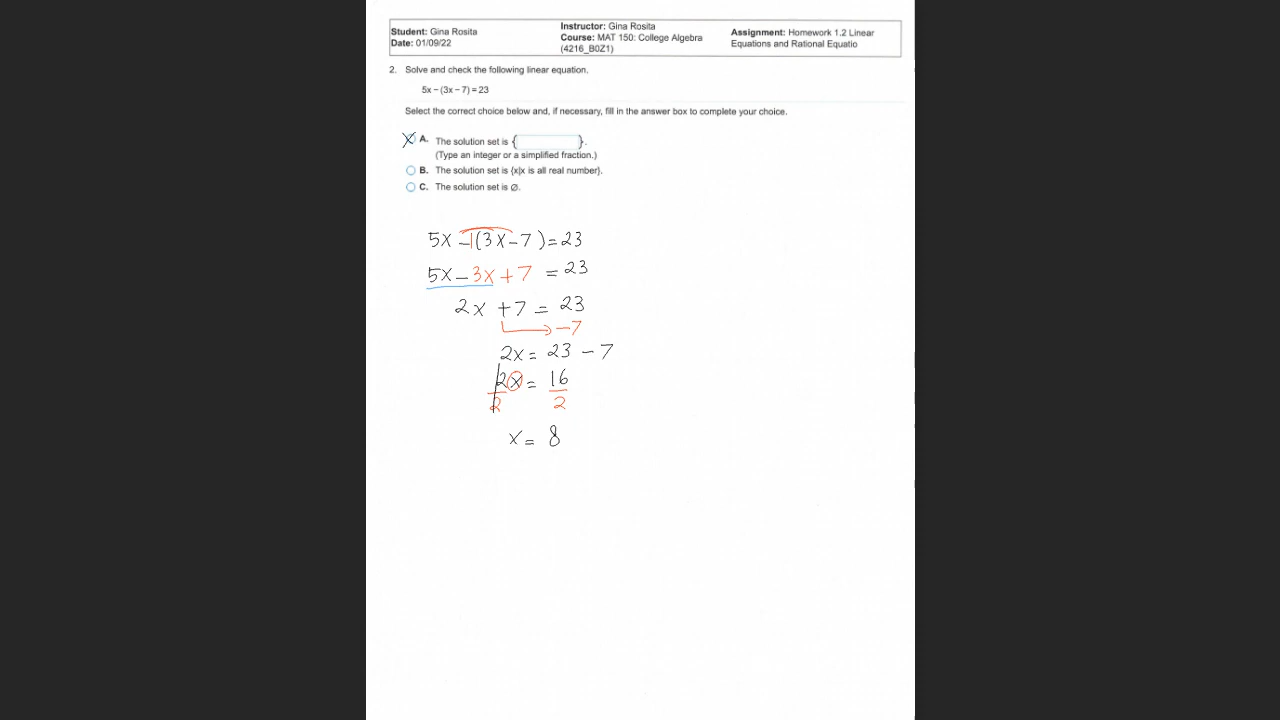 Student: Gina Rosita
Date: 01/09/22
Instructor: Gina Rosita
Course: MAT 150: College Algebra
(4216_B0Z1)
Assignment: Homework 1.2 Linear
Equations and Rational Equatio
2. Solve and check the following linear equation.
5x − (3x − 7) = 23
Select the correct choice below and, if necessary, fill in the answer box to complete your choice.
X A. The solution set is { }.
(Type an integer or a simplified fraction.)
B. The solution set is {x|x is all real number}.
C. The solution set is ∅.
5x − 1(3x − 7) = 23
5x − 3x + 7 = 23
2x + 7 = 23
−7
2x = 23 − 7
2x = 16
2 2
x = 8